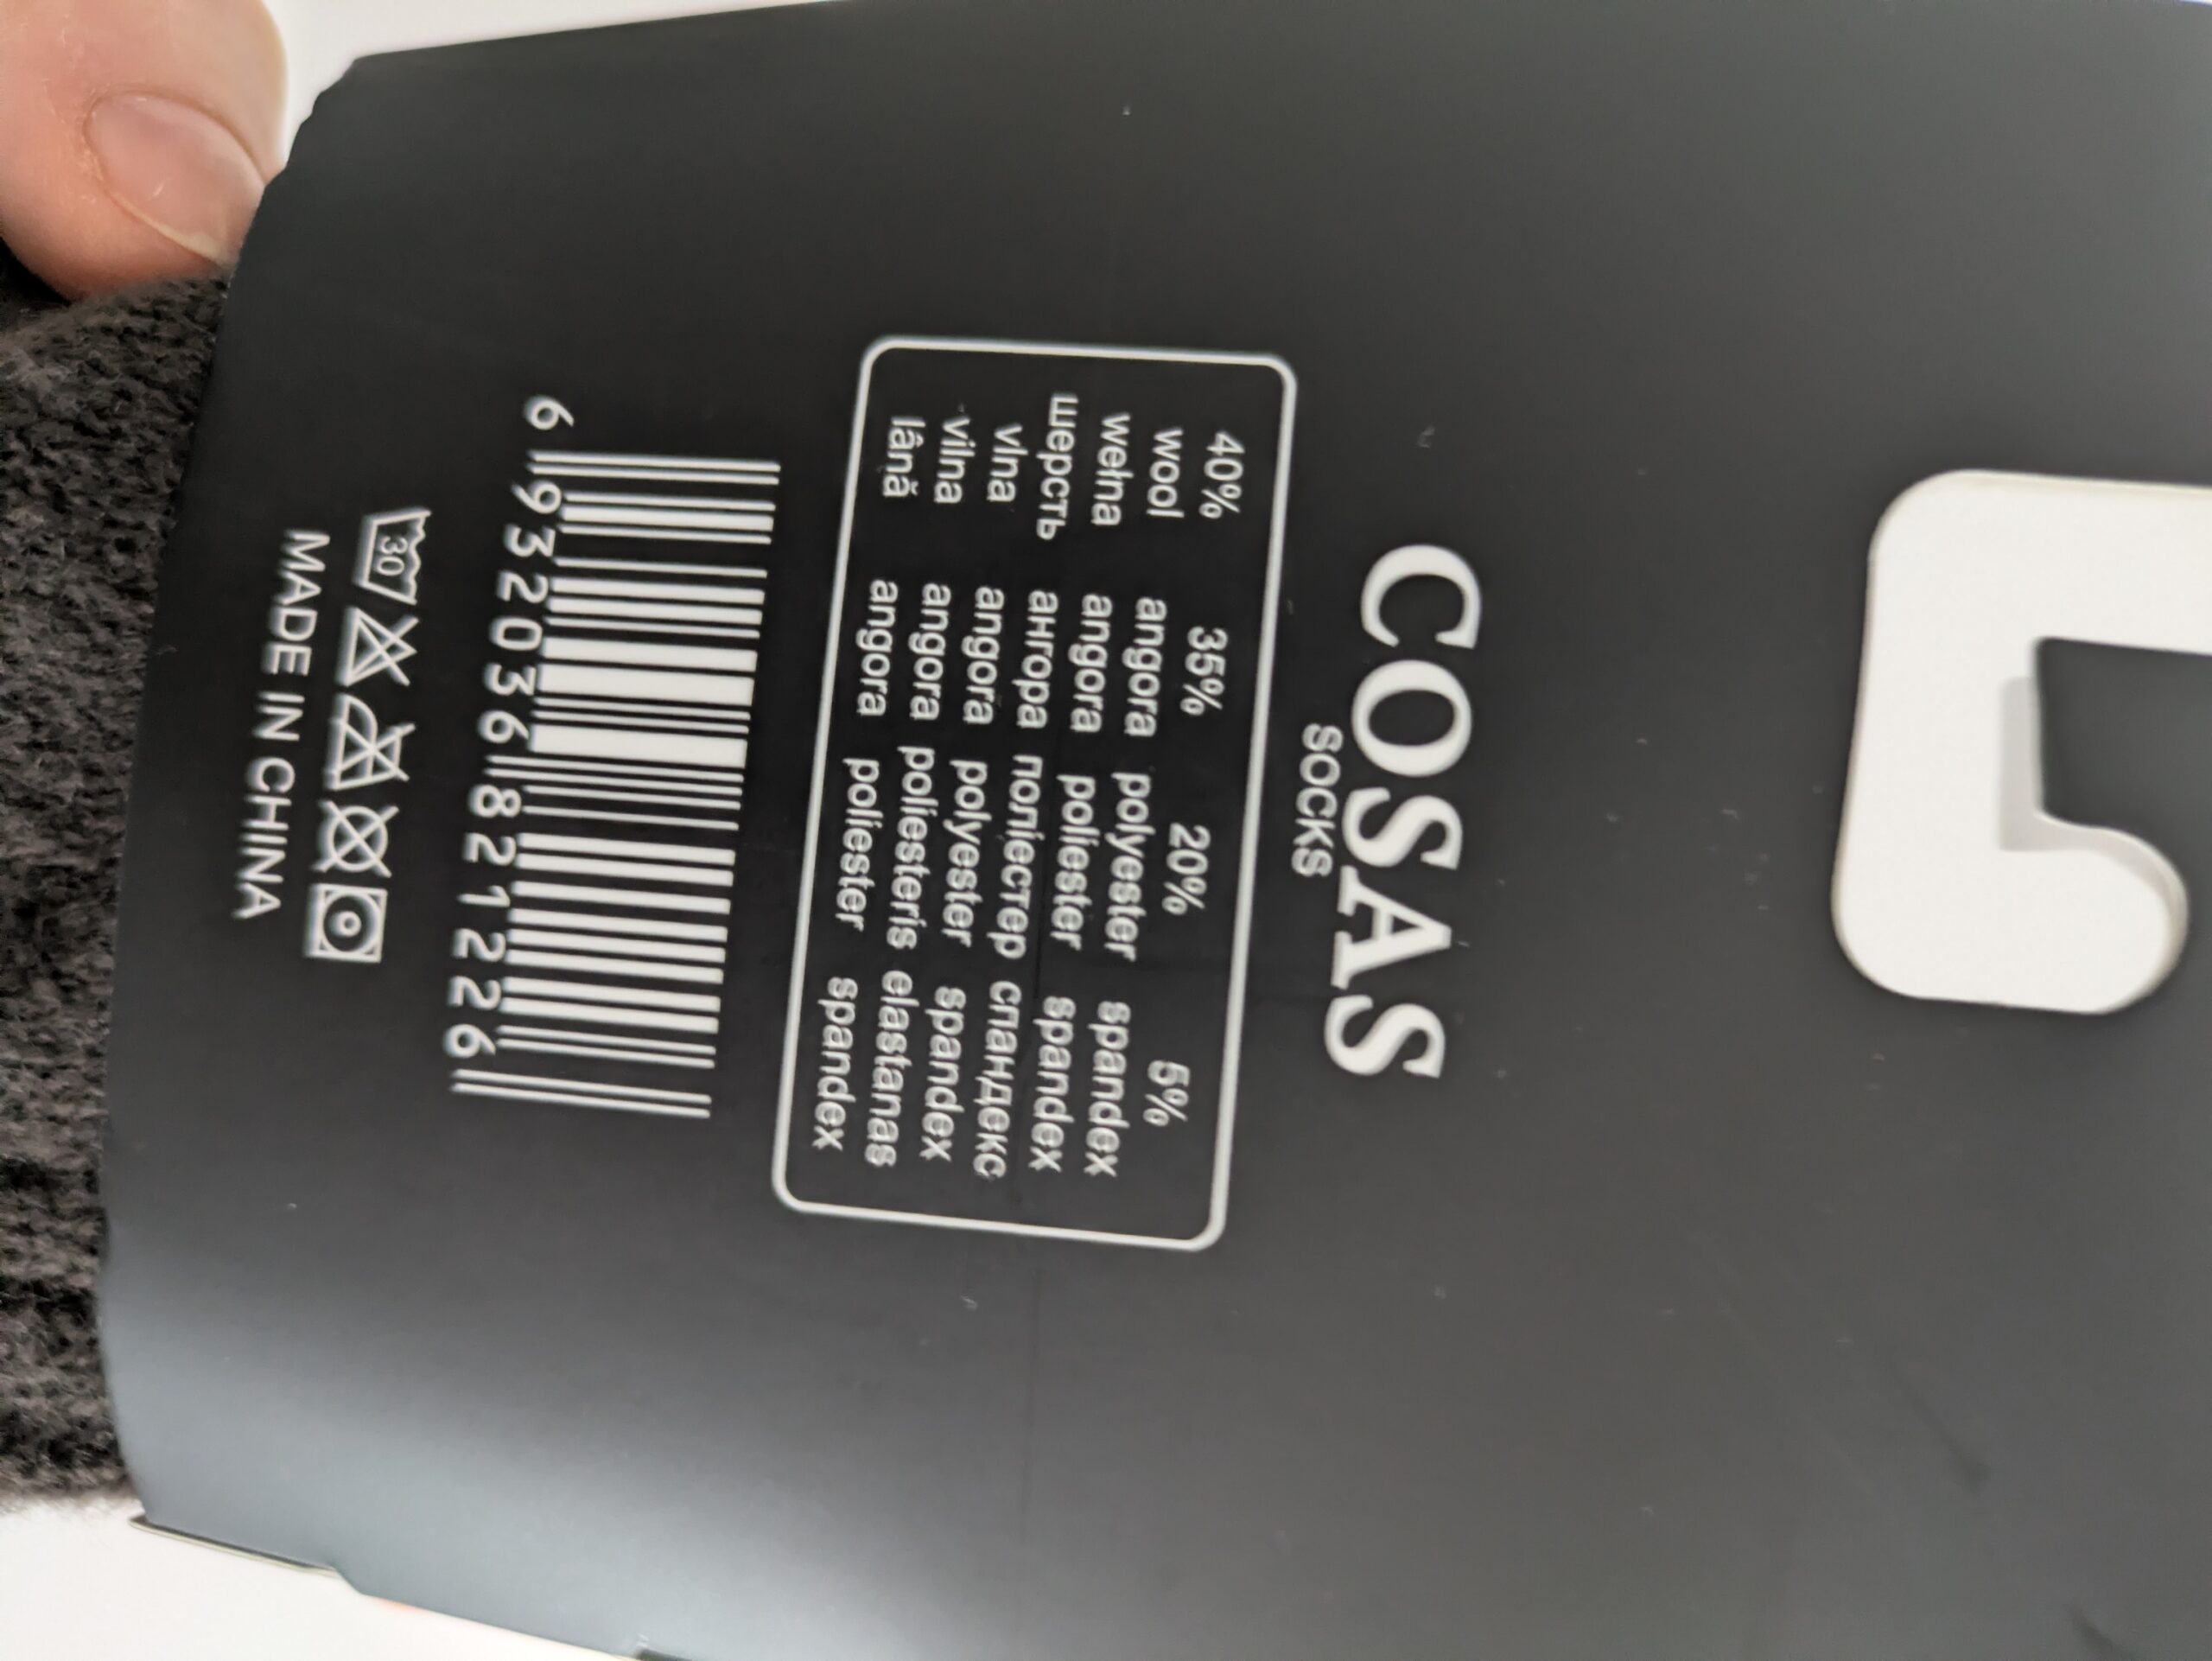 COSAS
SOCKS
40% 35% 20% 5%
wool angora polyester spandex
wełna angora poliester spandex
шерсть ангора поліестер спандекс
vlna angora polyester spandex
vilna angora poliesteris elastanas
lână angora poliester spandex
6 932036 821226
30
MADE IN CHINA